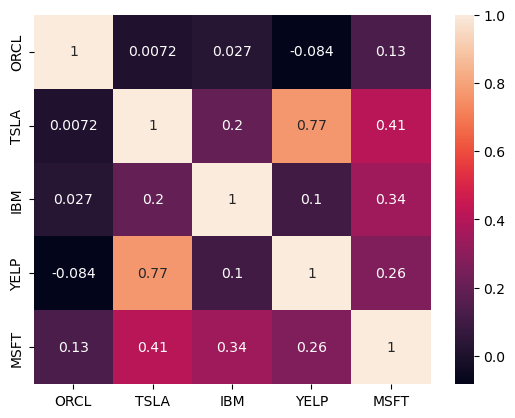 ORCL 1 0.0072 0.027 -0.084 0.13
TSLA 0.0072 1 0.2 0.77 0.41
IBM 0.027 0.2 1 0.1 0.34
YELP -0.084 0.77 0.1 1 0.26
MSFT 0.13 0.41 0.34 0.26 1
ORCL TSLA IBM YELP MSFT
1.0
0.8
0.6
0.4
0.2
0.0